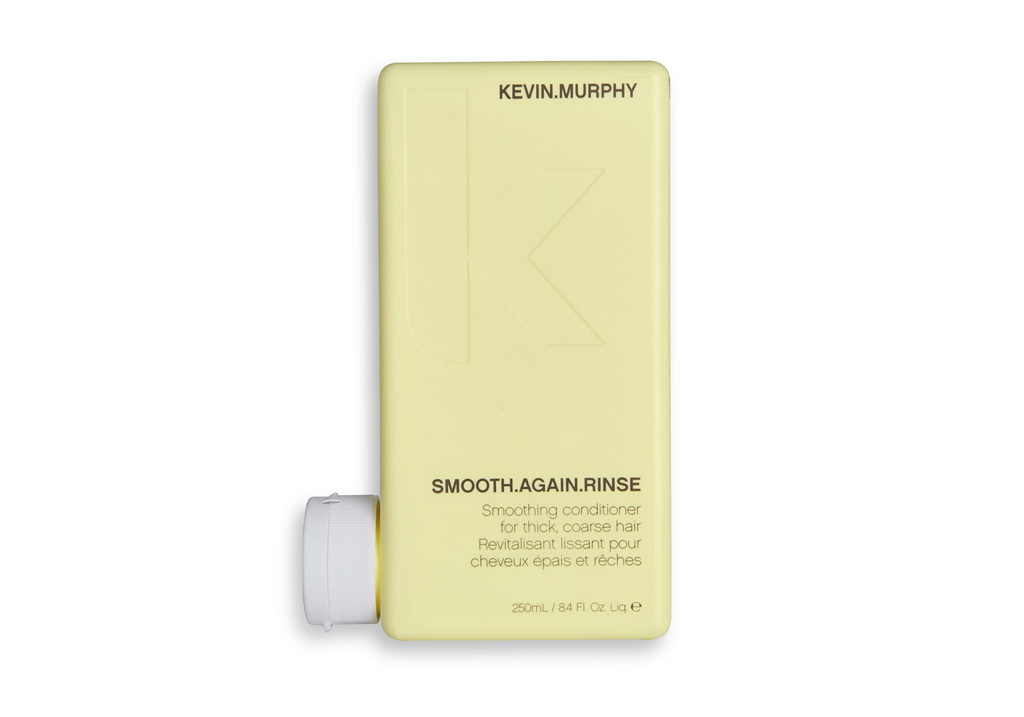 KEVIN.MURPHY
SMOOTH.AGAIN.RINSE
Smoothing conditioner
for thick, coarse hair
Revitalisant lissant pour
cheveux épais et rêches
250mL / 8.4 Fl. Oz. Liq. ℮